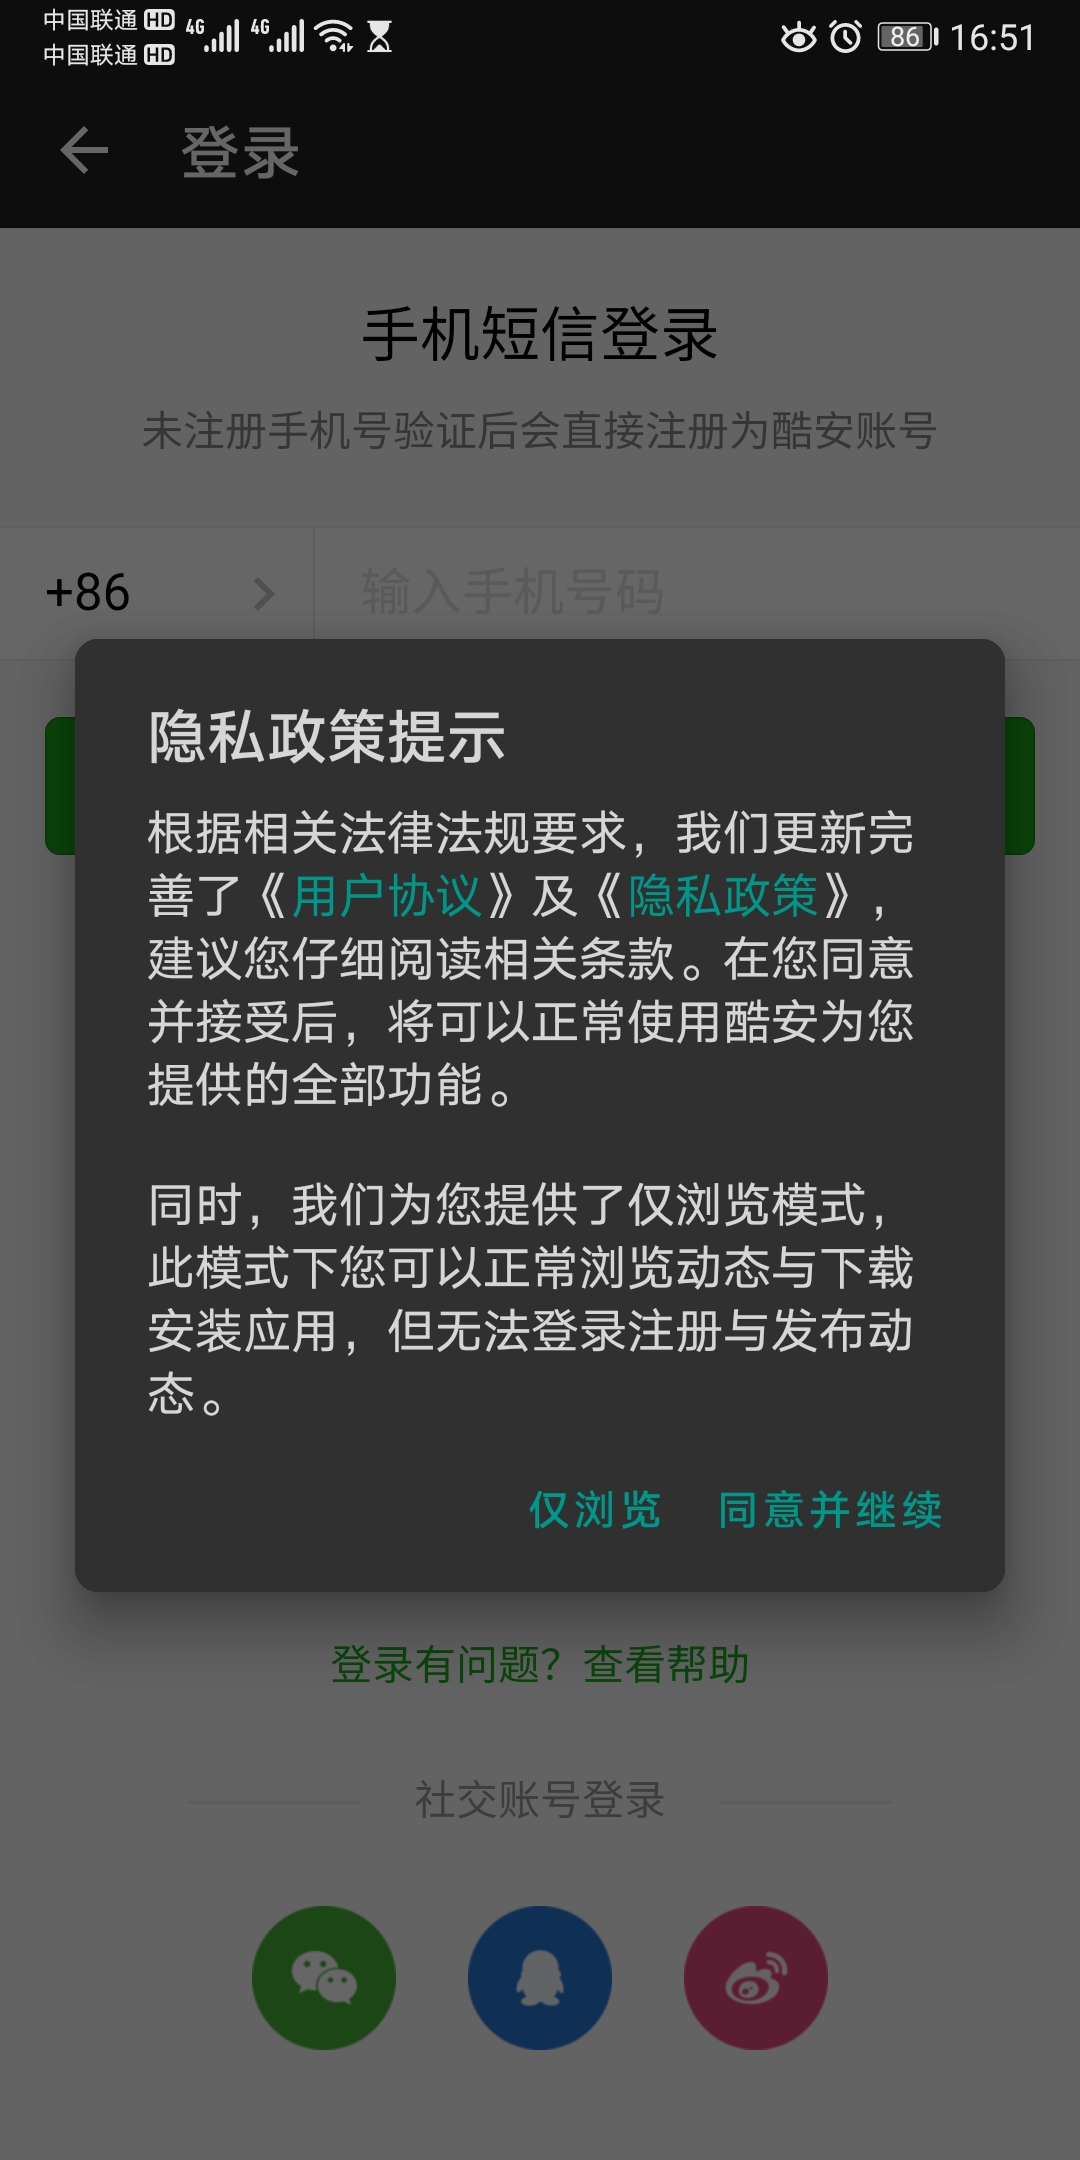 中国联通 HD 4G 4G 86 16:51
中国联通 HD
登录
手机短信登录
未注册手机号验证后会直接注册为酷安账号
+86 输入手机号码
隐私政策提示
根据相关法律法规要求，我们更新完
善了《用户协议》及《隐私政策》，
建议您仔细阅读相关条款。在您同意
并接受后，将可以正常使用酷安为您
提供的全部功能。
同时，我们为您提供了仅浏览模式，
此模式下您可以正常浏览动态与下载
安装应用，但无法登录注册与发布动
态。
仅浏览 同意并继续
登录有问题？查看帮助
社交账号登录